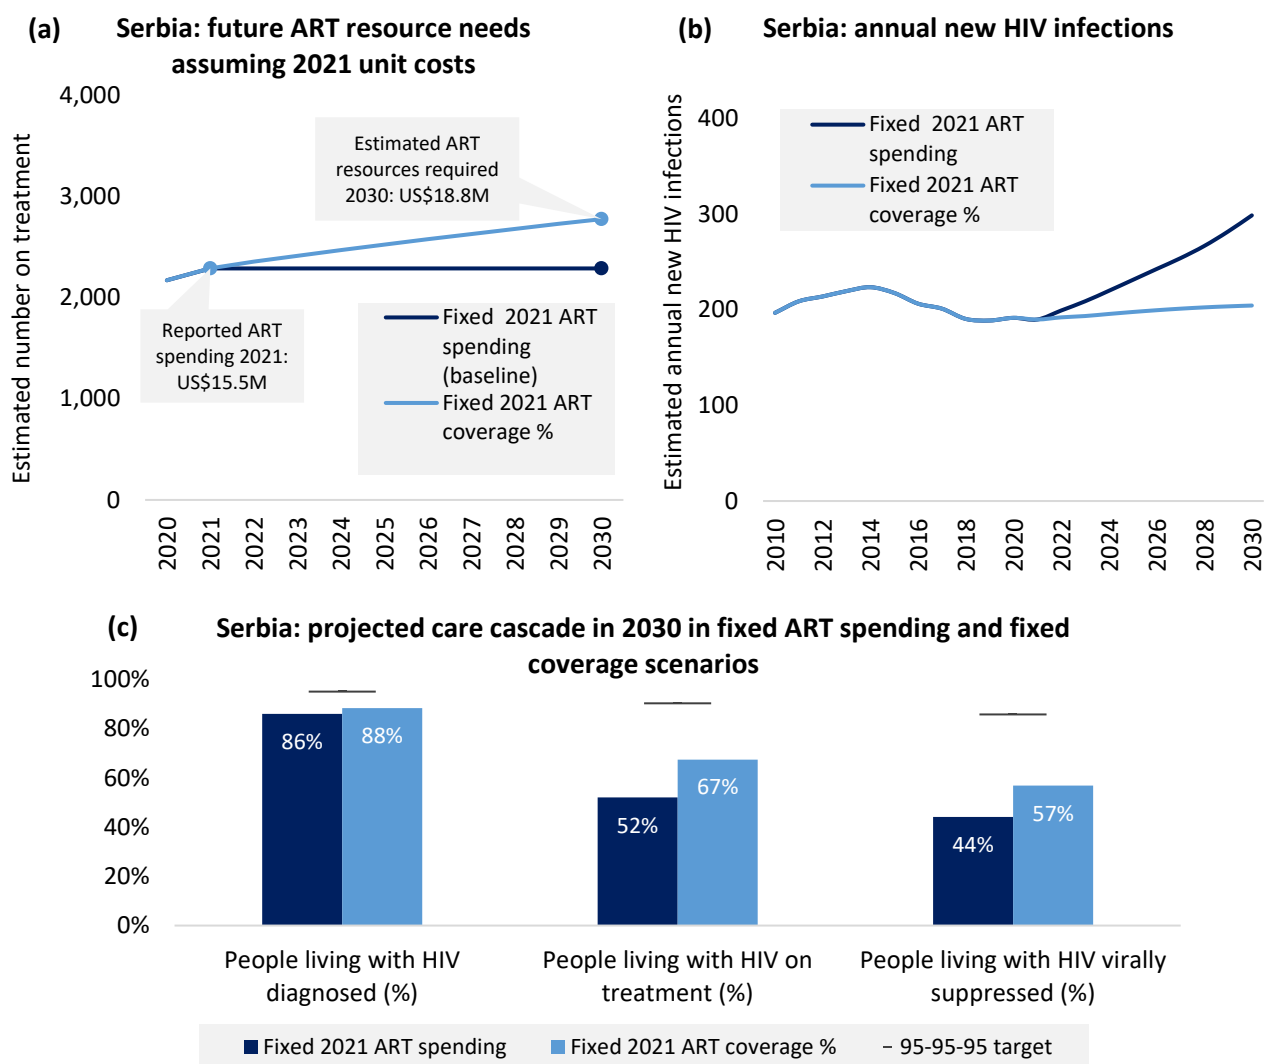 (a)
Serbia: future ART resource needs
assuming 2021 unit costs
Estimated number on treatment
4,000
3,000
2,000
1,000
0
Estimated ART
resources required
2030: US$18.8M
Reported ART
spending 2021:
US$15.5M
Fixed  2021 ART
spending
(baseline)
Fixed 2021 ART
coverage %
2020
2021
2022
2023
2024
2025
2026
2027
2028
2029
2030
(b)
Serbia: annual new HIV infections
Estimated annual new HIV infections
400
300
200
100
0
Fixed  2021 ART
spending
Fixed 2021 ART
coverage %
2010
2012
2014
2016
2018
2020
2022
2024
2026
2028
2030
(c)
Serbia: projected care cascade in 2030 in fixed ART spending and fixed
coverage scenarios
100%
80%
60%
40%
20%
0%
86%
88%
52%
67%
44%
57%
People living with HIV
diagnosed (%)
People living with HIV on
treatment (%)
People living with HIV virally
suppressed (%)
Fixed 2021 ART spending
Fixed 2021 ART coverage %
95-95-95 target